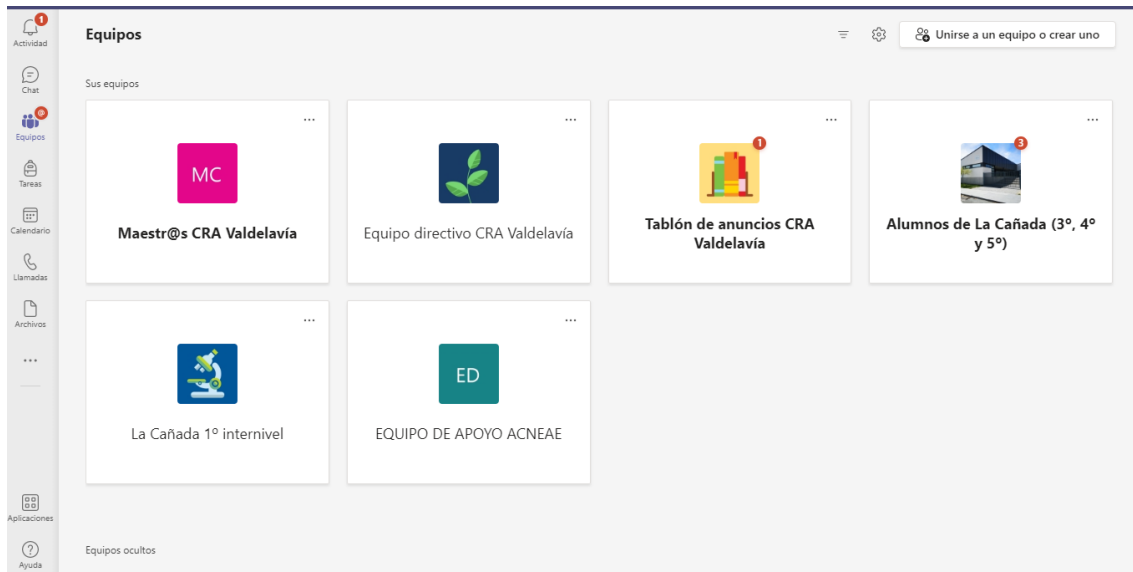 1
Actividad
Chat
@
Equipos
Tareas
Calendario
Llamadas
Archivos
Aplicaciones
Ayuda
Equipos
Unirse a un equipo o crear uno
Sus equipos
MC
Maestr@s CRA Valdelavía
Equipo directivo CRA Valdelavía
1
Tablón de anuncios CRA
Valdelavía
3
Alumnos de La Cañada (3º, 4º
y 5º)
La Cañada 1º internivel
ED
EQUIPO DE APOYO ACNEAE
Equipos ocultos